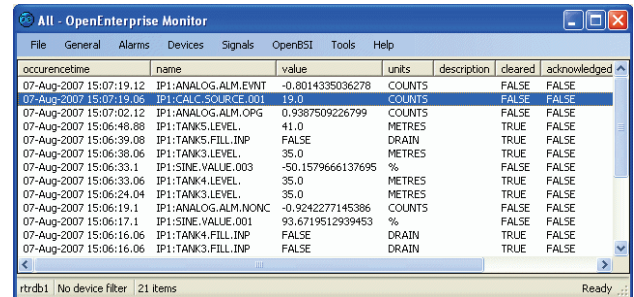 All - OpenEnterprise Monitor
File General Alarms Devices Signals OpenBSI Tools Help
occurencetime name value units description cleared acknowledged
07-Aug-2007 15:07:19.12 IP1:ANALOG.ALM.EVNT -0.8014335036278 COUNTS FALSE FALSE
07-Aug-2007 15:07:19.06 IP1:CALC.SOURCE.001 19.0 COUNTS FALSE FALSE
07-Aug-2007 15:07:02.12 IP1:ANALOG.ALM.OPG 0.9387509226799 COUNTS FALSE FALSE
07-Aug-2007 15:06:48.88 IP1:TANK5.LEVEL. 41.0 METRES TRUE FALSE
07-Aug-2007 15:06:39.08 IP1:TANK5.FILL.INP FALSE DRAIN TRUE FALSE
07-Aug-2007 15:06:38.06 IP1:TANK3.LEVEL. 35.0 METRES TRUE FALSE
07-Aug-2007 15:06:33.1 IP1:SINE.VALUE.003 -50.1579666137695 % FALSE FALSE
07-Aug-2007 15:06:33.06 IP1:TANK4.LEVEL. 35.0 METRES TRUE FALSE
07-Aug-2007 15:06:24.04 IP1:TANK3.LEVEL. 35.0 METRES TRUE FALSE
07-Aug-2007 15:06:19.1 IP1:ANALOG.ALM.NONC -0.9242277145386 COUNTS FALSE FALSE
07-Aug-2007 15:06:17.1 IP1:SINE.VALUE.001 93.6719512939453 % FALSE FALSE
07-Aug-2007 15:06:16.06 IP1:TANK4.FILL.INP FALSE DRAIN TRUE FALSE
07-Aug-2007 15:06:16.06 IP1:TANK3.FILL.INP FALSE DRAIN TRUE FALSE
rtrdb1 No device filter 21 items Ready